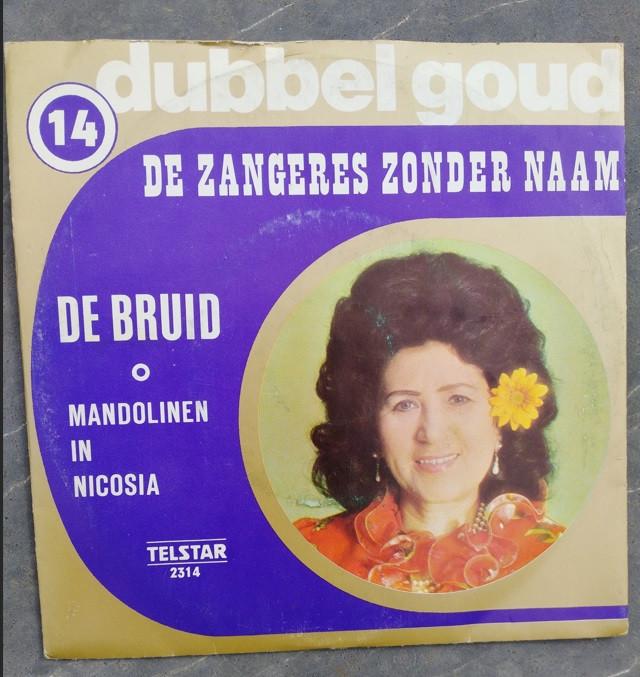 dubbel goud
14
DE ZANGERES ZONDER NAAM
DE BRUID
O
MANDOLINEN
IN
NICOSIA
TELSTAR
2314